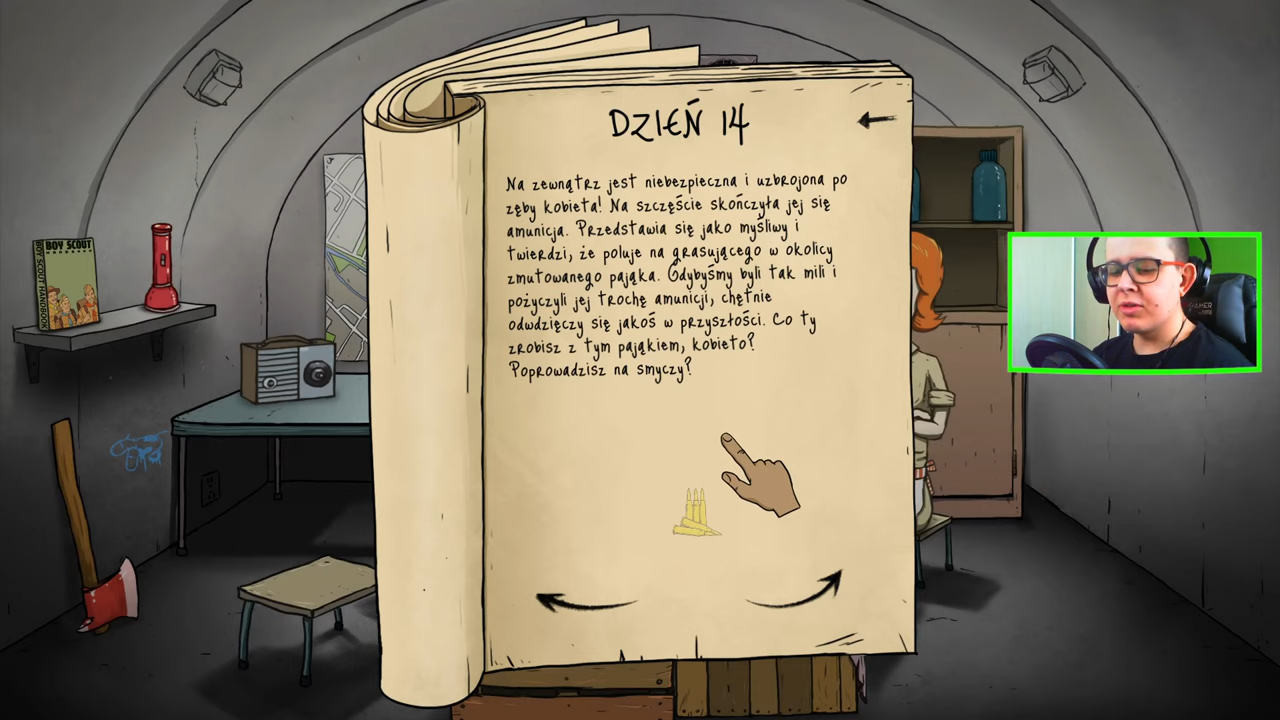 DZIEŃ 14
Na zewnątrz jest niebezpieczna i uzbrojona po
zęby kobieta! Na szczęście skończyła jej się
amunicja. Przedstawia się jako myśliwy i
twierdzi, że poluje na grasującego w okolicy
zmutowanego pająka. Gdybyśmy byli tak mili i
pożyczyli jej trochę amunicji, chętnie
odwdzięczy się jakoś w przyszłości. Co ty
zrobisz z tym pająkiem, kobieto?
Poprowadzisz na smyczy?
BOY SCOUT
BOY SCOUT HANDBOOK